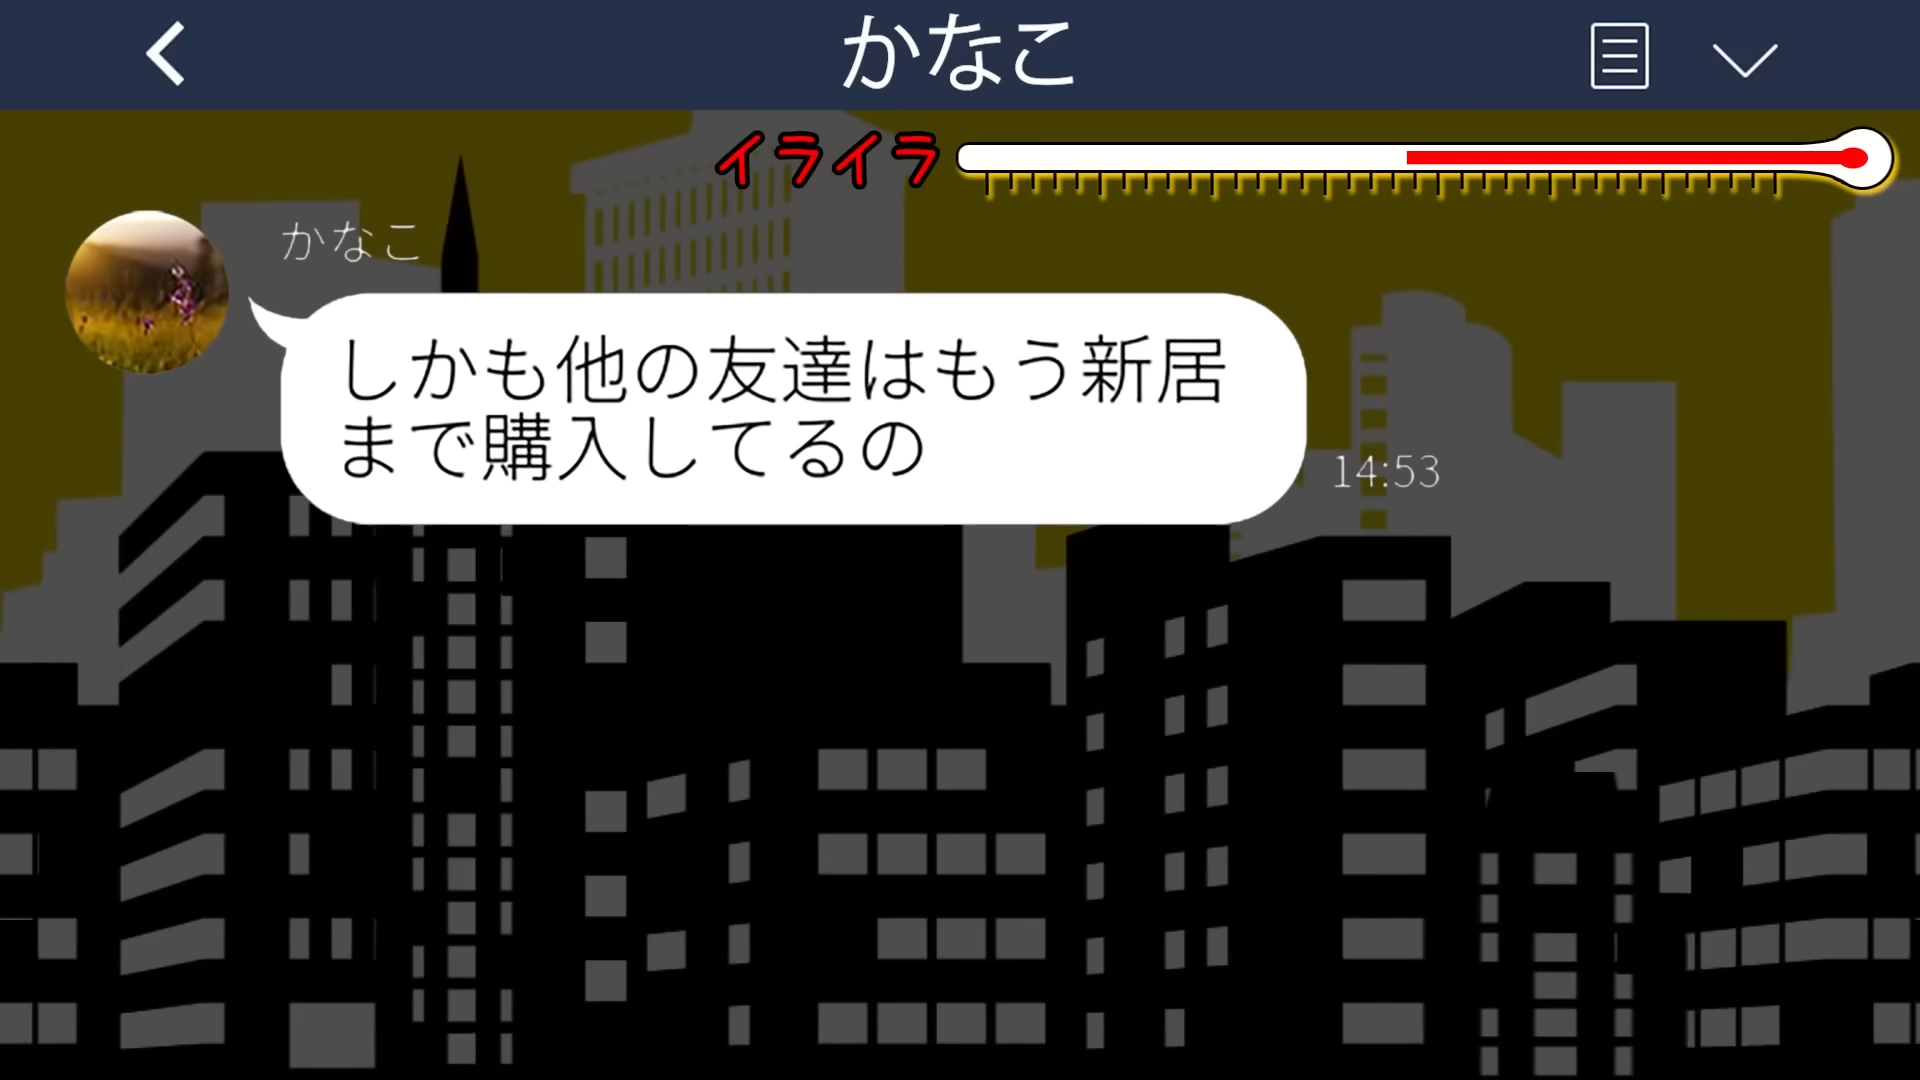 かなこ
イライラ
かなこ
しかも他の友達はもう新居
まで購入してるの
14:53